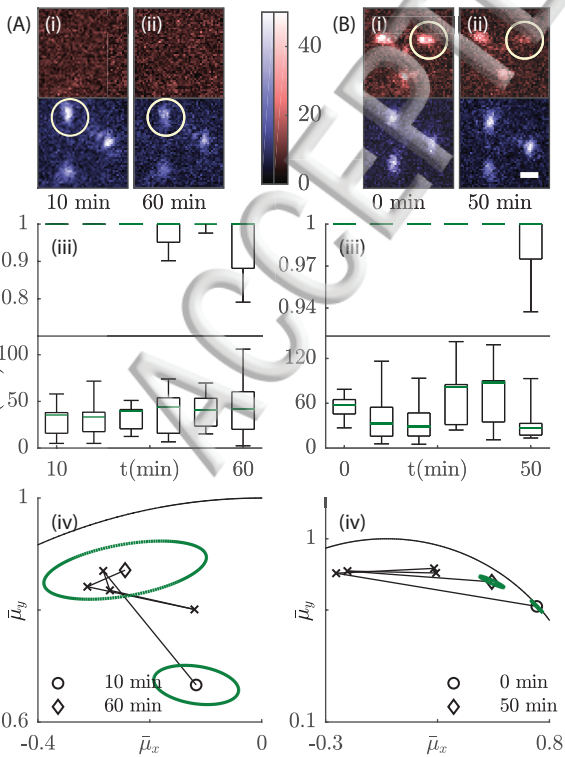 (A) (i) (ii)
40
20
0
(B) (i) (ii)
10 min 60 min
0 min 50 min
(iii)
1
0.9
0.8
100
50
0
10 t(min) 60
(iii)
1
0.97
0.94
120
60
0
0 t(min) 50
(iv)
1
μ̄y
0.6
10 min
60 min
-0.4 μ̄x 0
(iv)
1
μ̄y
0.1
0 min
50 min
-0.3 μ̄x 0.8